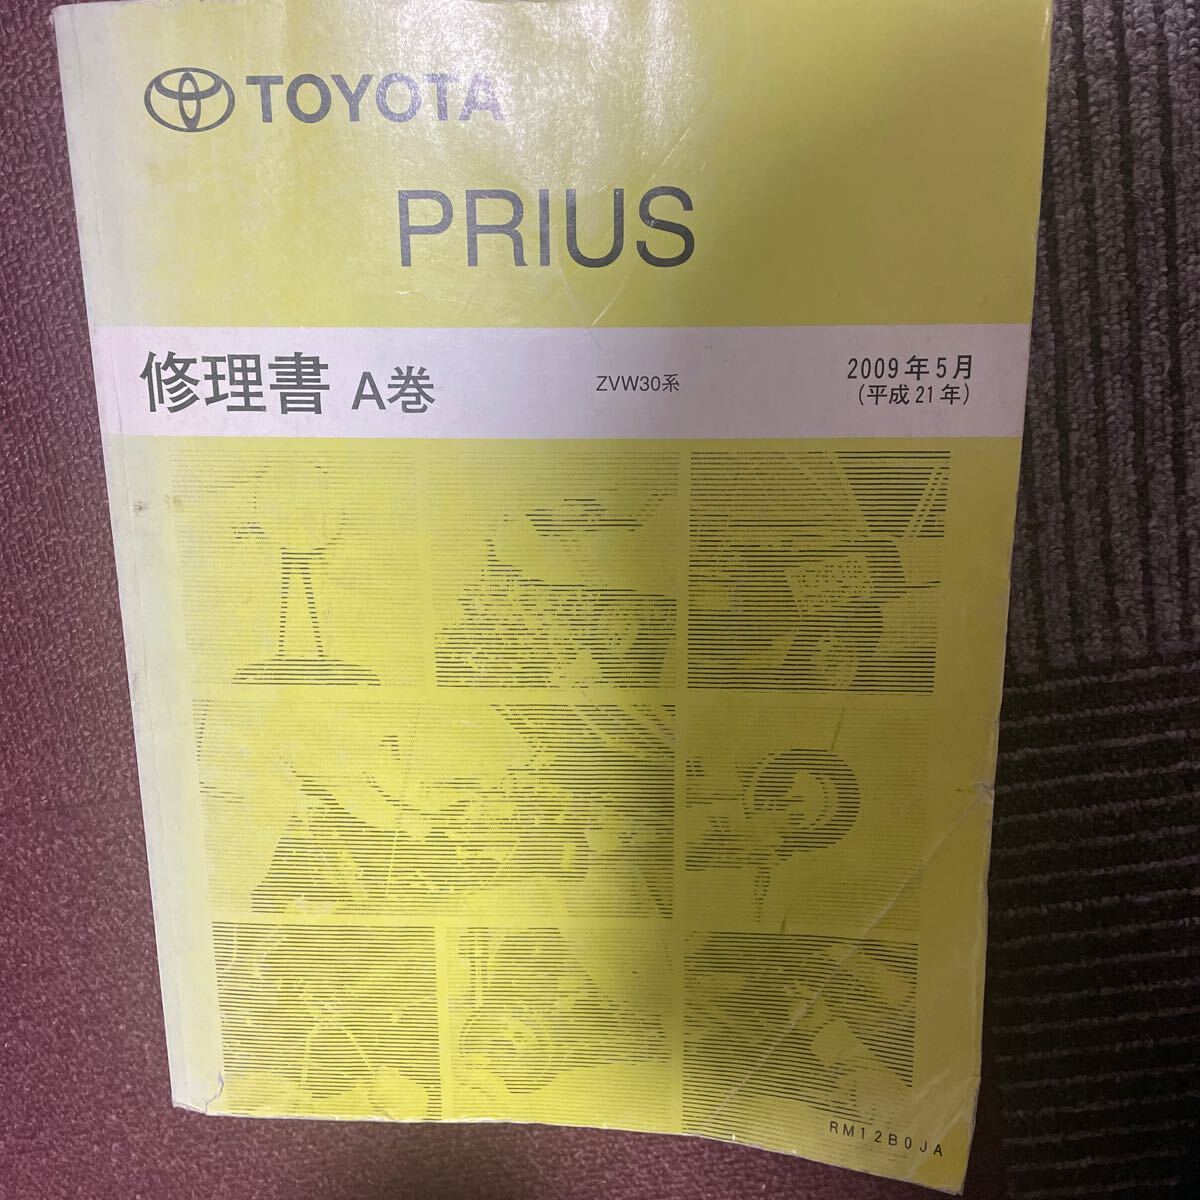 TOYOTA
PRIUS
修理書 A巻
ZVW30系
2009年5月
(平成21年)
RM12B0JA